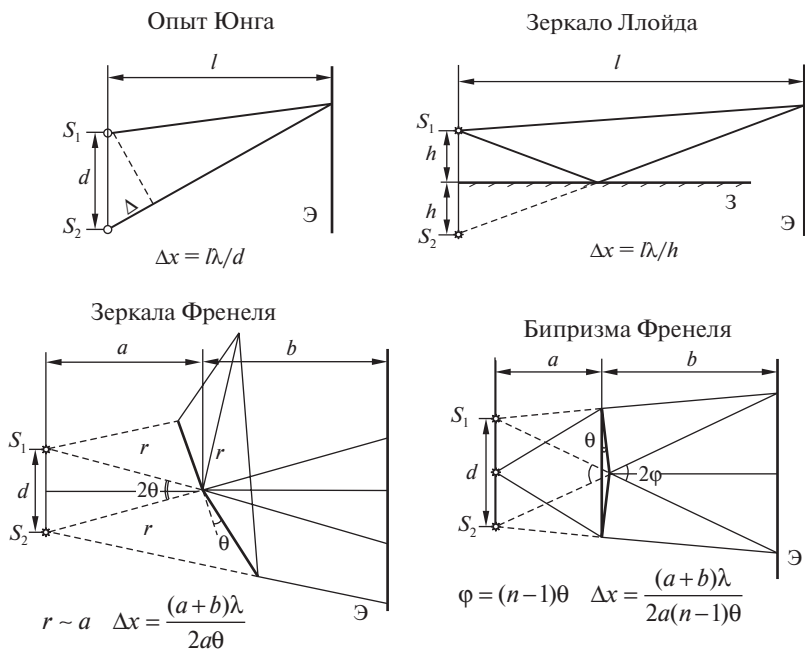 Опыт Юнга
l
S₁
d
Δ
S₂
Э
Δx = lλ/d
Зеркало Ллойда
l
S₁
h
h
S₂
З
Э
Δx = lλ/h
Зеркала Френеля
a
b
S₁
r
r
d
2θ
S₂
r
θ
Э
r ~ a Δx = (a+b)λ / 2aθ
Бипризма Френеля
a
b
S₁
θ
d
2φ
S₂
Э
φ = (n−1)θ Δx = (a+b)λ / 2a(n−1)θ